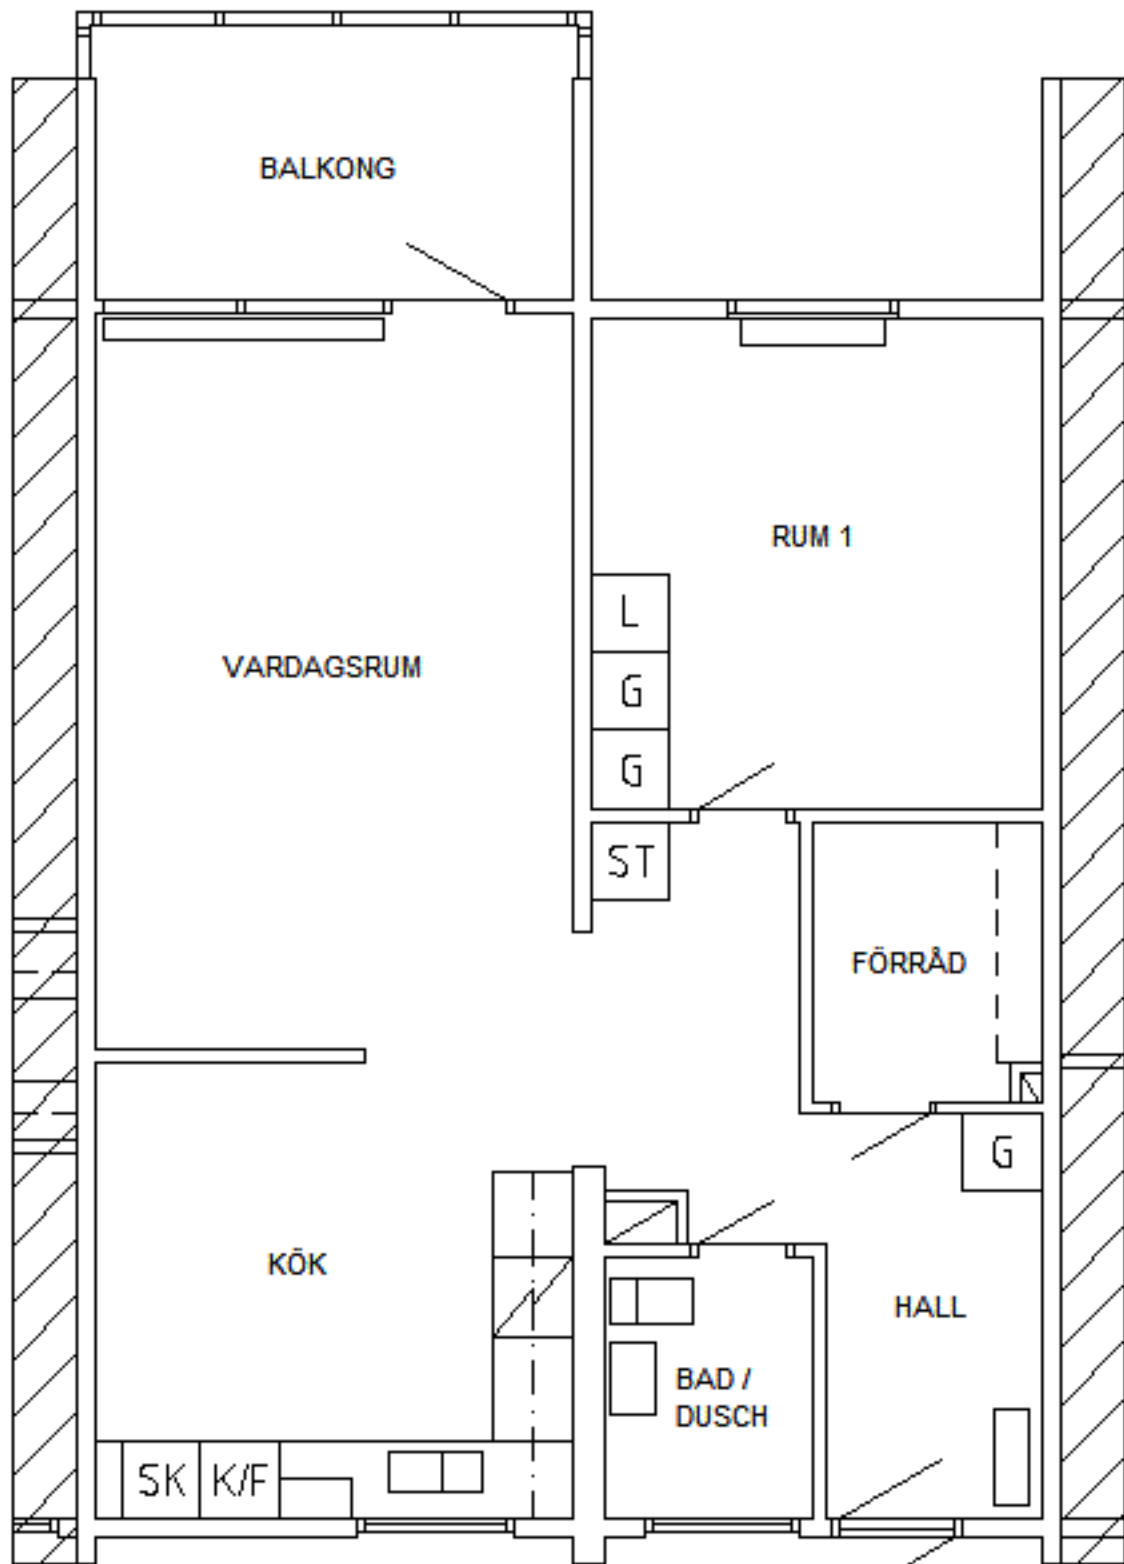 BALKONG
RUM 1
L
VARDAGSRUM
G
G
ST
FÖRRÅD
G
KÖK
HALL
BAD /
DUSCH
SK
K/F